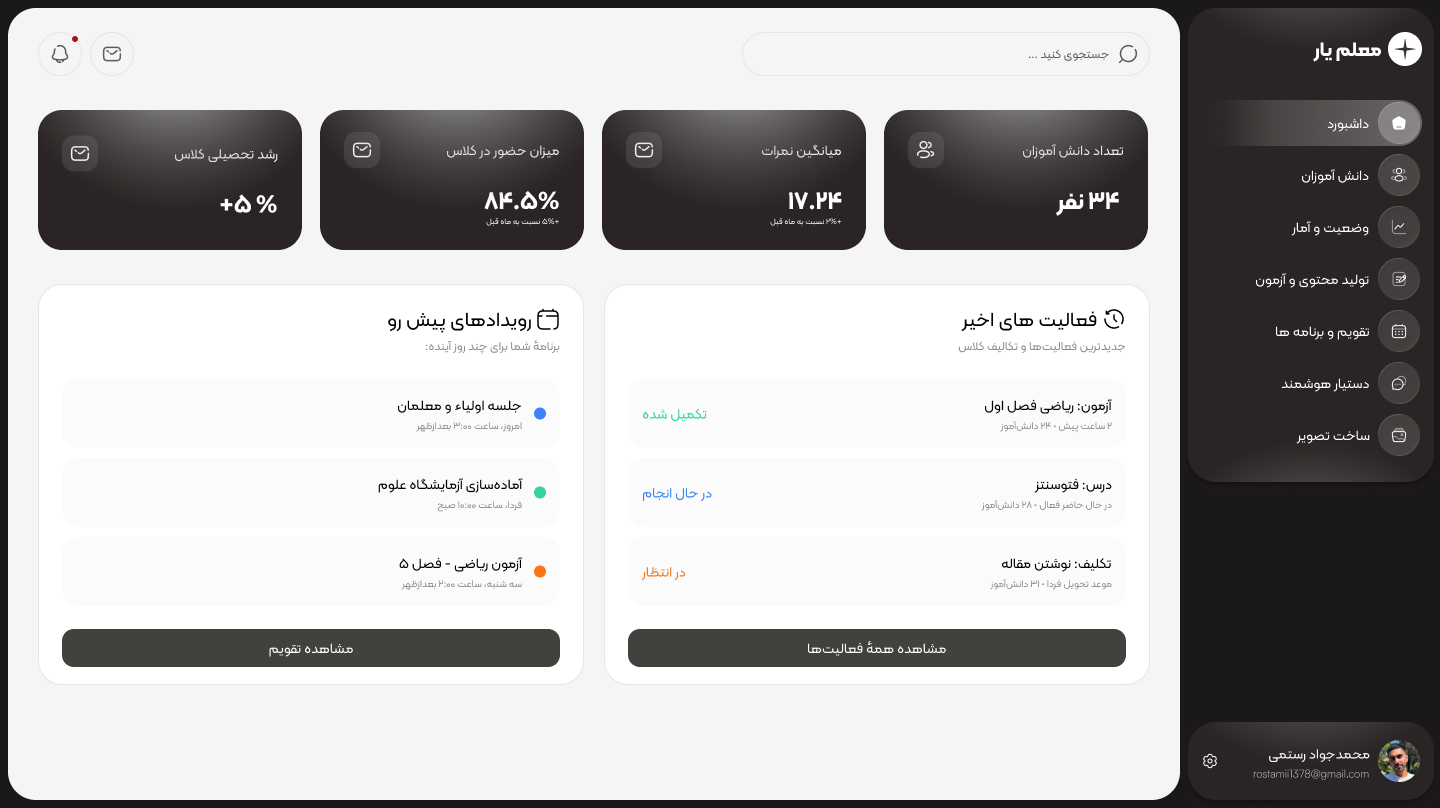 معلم یار
داشبورد
دانش آموزان
وضعیت و آمار
تولید محتوی و آزمون
تقویم و برنامه ها
دستیار هوشمند
ساخت تصویر
محمدجواد رستمی
rostamii1378@gmail.com
جستجوی کنید ...
تعداد دانش آموزان
۳۴ نفر
میانگین نمرات
۱۷.۲۴
+۲% نسبت به ماه قبل
میزان حضور در کلاس
۸۴.۵%
+۵% نسبت به ماه قبل
رشد تحصیلی کلاس
+۵ %
فعالیت های اخیر
جدیدترین فعالیت‌ها و تکالیف کلاس
آزمون: ریاضی فصل اول
۲ ساعت پیش • ۲۴ دانش‌آموز
تکمیل شده
درس: فتوسنتز
در حال حاضر فعال • ۲۸ دانش‌آموز
در حال انجام
تکلیف: نوشتن مقاله
موعد تحویل فردا • ۳۱ دانش‌آموز
در انتظار
مشاهده همهٔ فعالیت‌ها
رویدادهای پیش رو
برنامهٔ شما برای چند روز آینده:
جلسه اولیاء و معلمان
امروز، ساعت ۳:۰۰ بعدازظهر
آماده‌سازی آزمایشگاه علوم
فردا، ساعت ۱۰:۰۰ صبح
آزمون ریاضی - فصل ۵
سه شنبه، ساعت ۲:۰۰ بعدازظهر
مشاهده تقویم